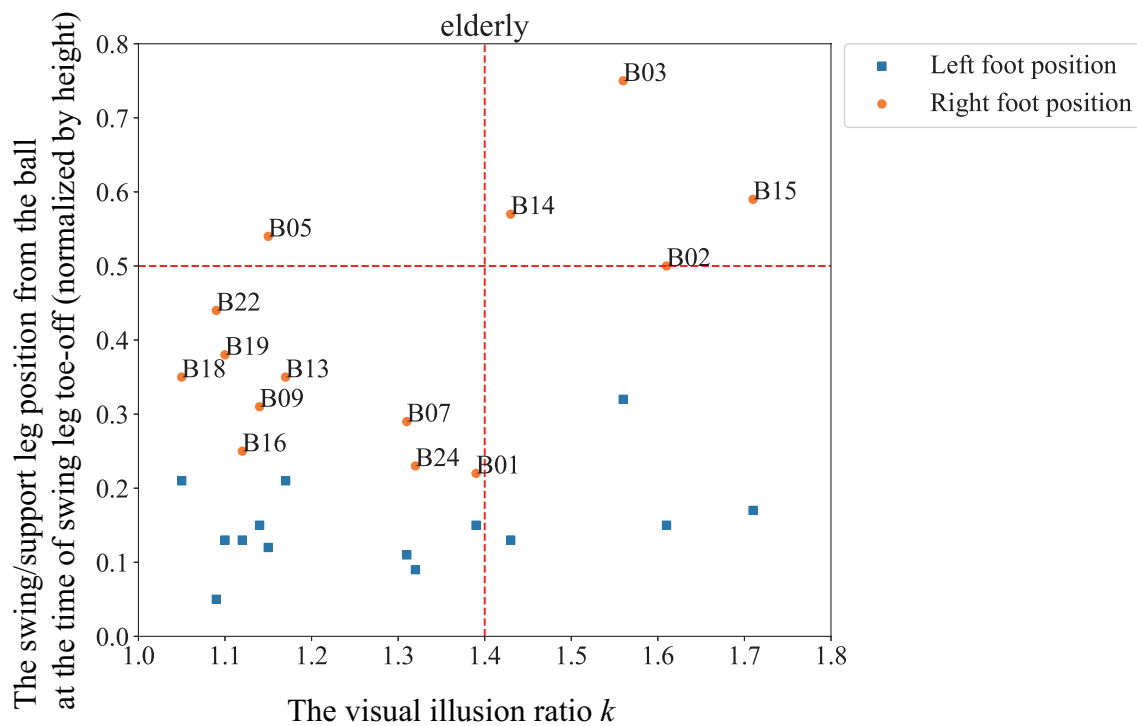 elderly
The swing/support leg position from the ball
at the time of swing leg toe-off (normalized by height)
0.8
0.7
0.6
0.5
0.4
0.3
0.2
0.1
0.0
B03
B15
B14
B05
B02
B22
B19
B18
B13
B09
B07
B16
B24
B01
1.0 1.1 1.2 1.3 1.4 1.5 1.6 1.7 1.8
The visual illusion ratio k
Left foot position
Right foot position